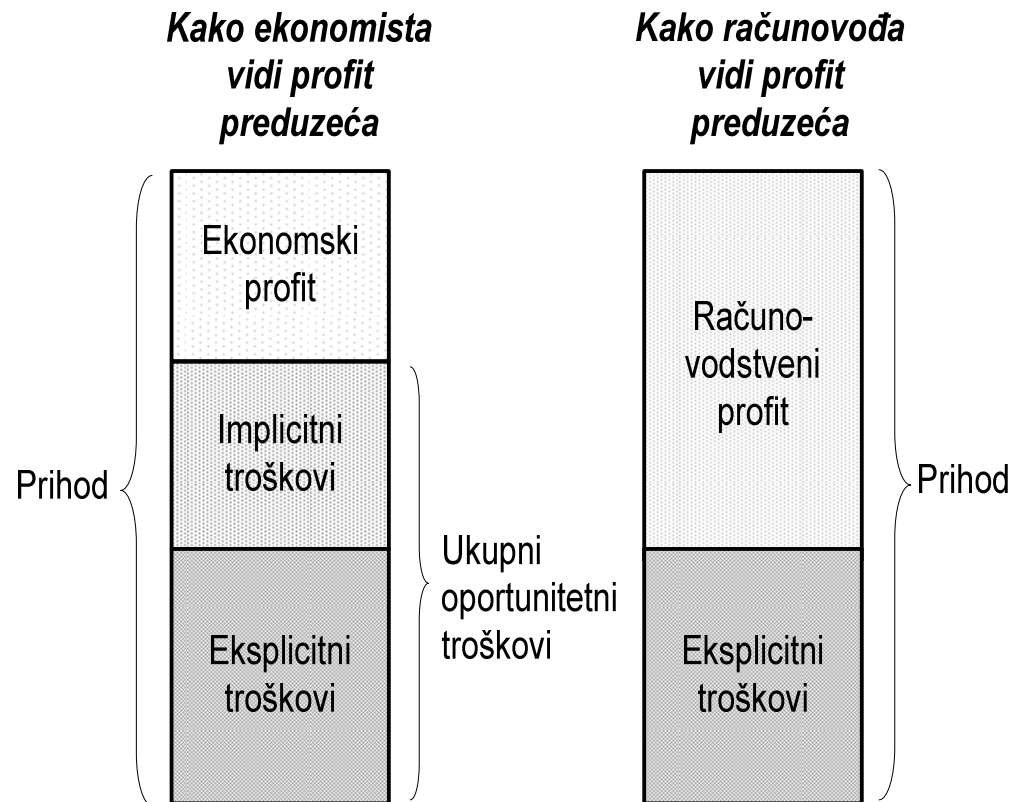 Kako ekonomista
vidi profit
preduzeća
Kako računovođa
vidi profit
preduzeća
Ekonomski
profit
Implicitni
troškovi
Eksplicitni
troškovi
Prihod
Ukupni
oportunitetni
troškovi
Računo-
vodstveni
profit
Eksplicitni
troškovi
Prihod